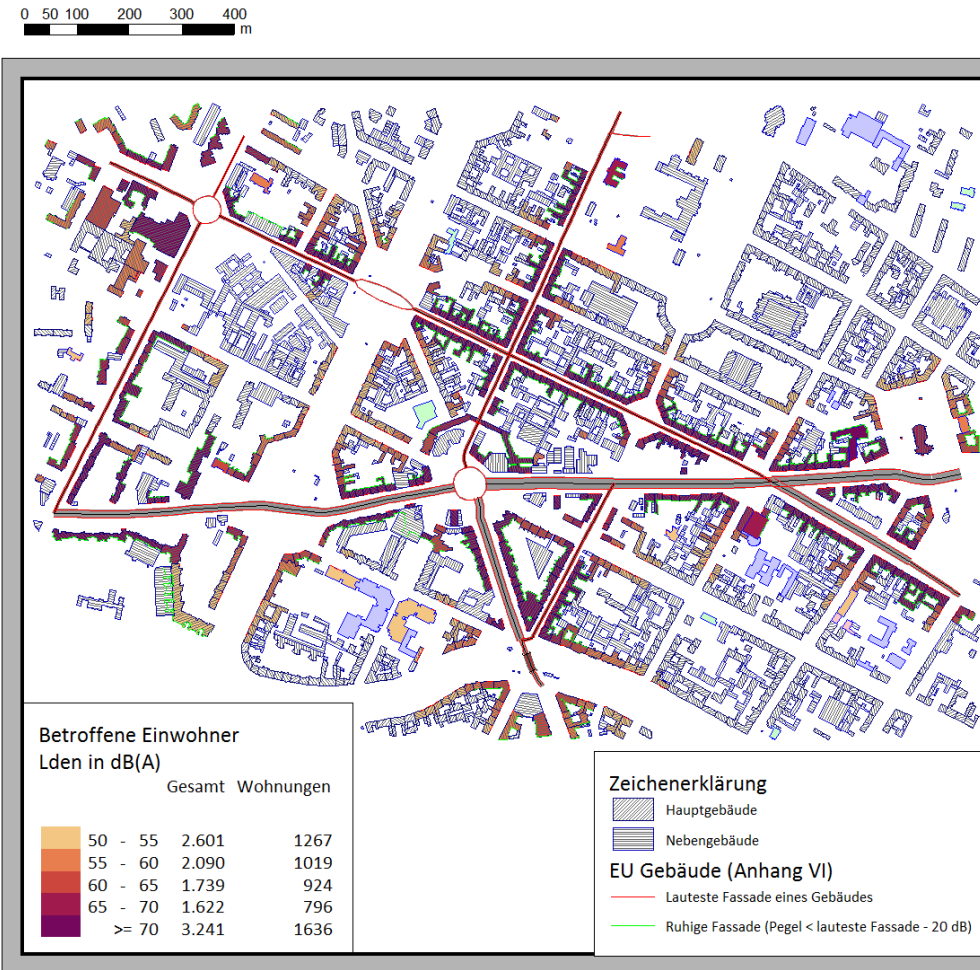 0 50 100 200 300 400
m
Betroffene Einwohner
Lden in dB(A)
Gesamt Wohnungen
50 - 55 2.601 1267
55 - 60 2.090 1019
60 - 65 1.739 924
65 - 70 1.622 796
>= 70 3.241 1636
Zeichenerklärung
Hauptgebäude
Nebengebäude
EU Gebäude (Anhang VI)
Lauteste Fassade eines Gebäudes
Ruhige Fassade (Pegel < lauteste Fassade - 20 dB)